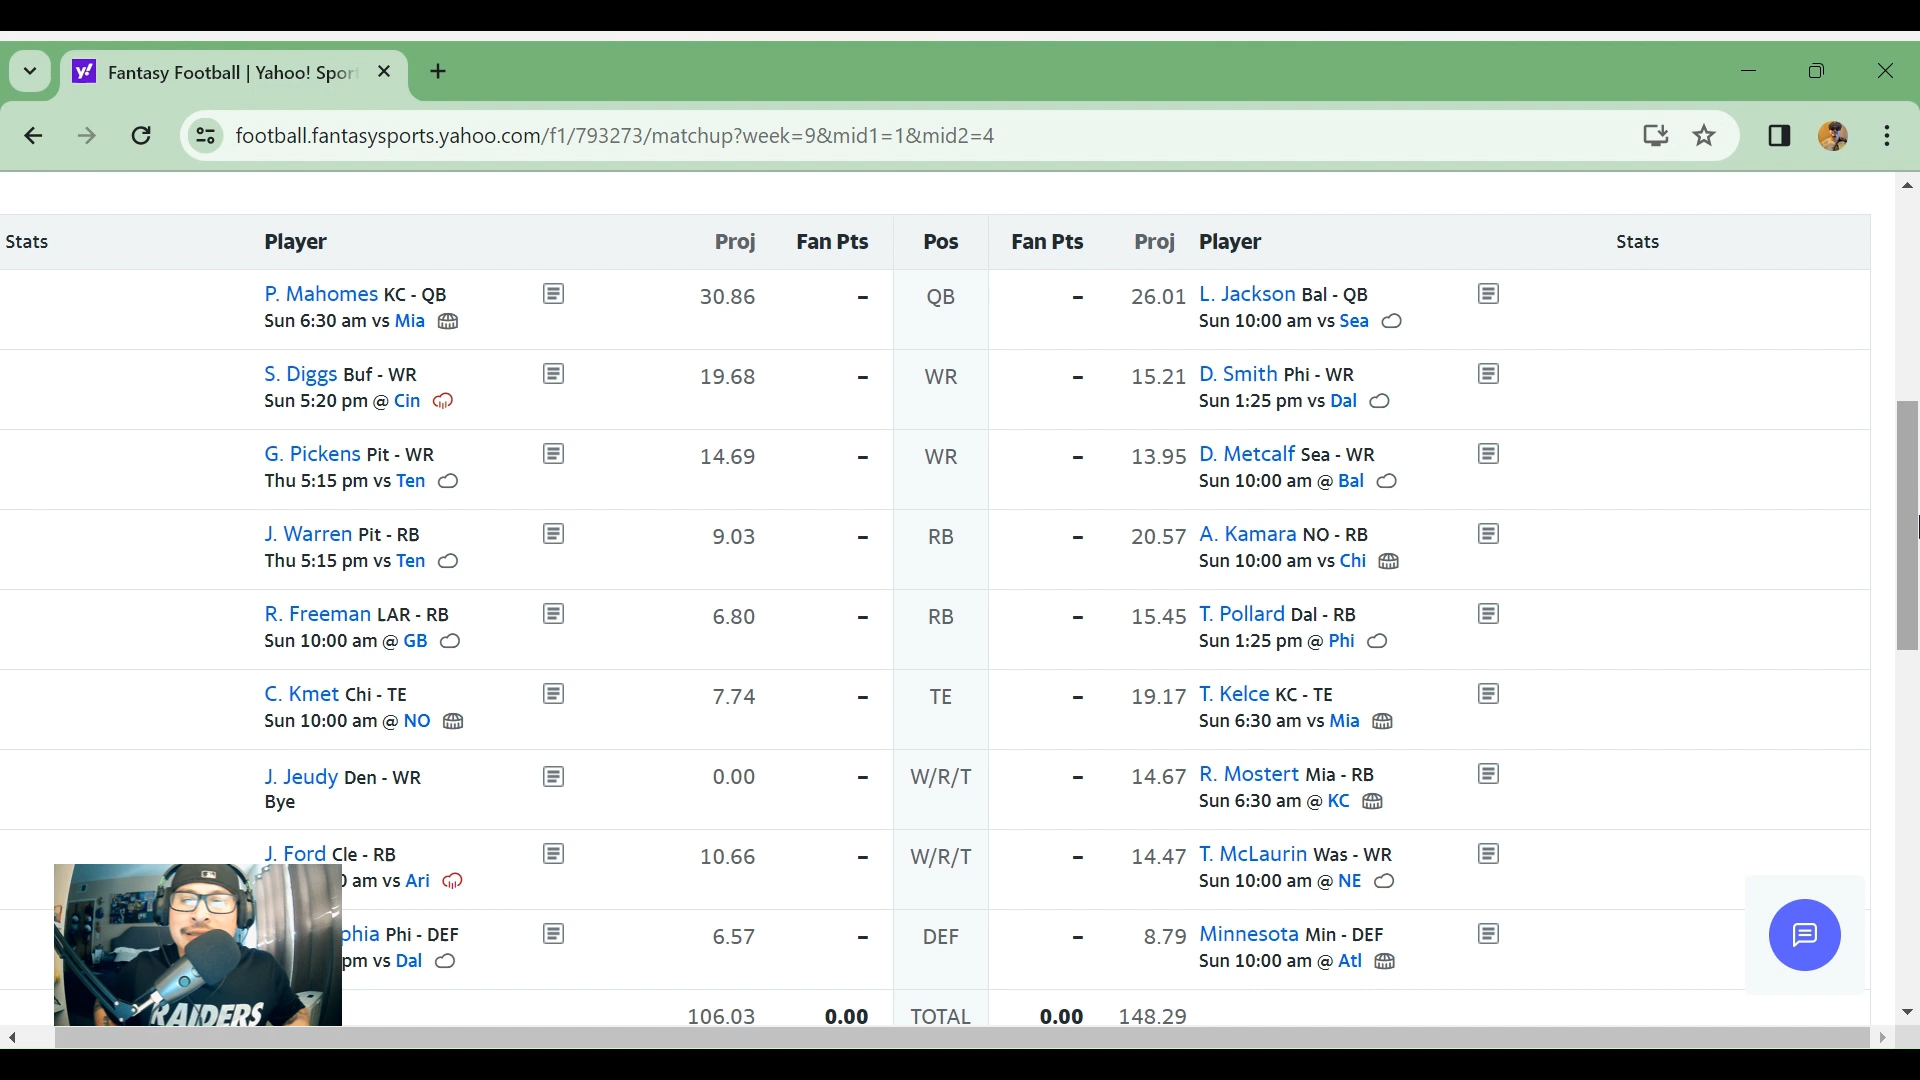 Fantasy Football | Yahoo! Spor
football.fantasysports.yahoo.com/f1/793273/matchup?week=9&mid1=1&mid2=4
Stats Player Proj Fan Pts Pos Fan Pts Proj Player Stats
P. Mahomes KC - QB 30.86 – QB – 26.01 L. Jackson Bal - QB
Sun 6:30 am vs Mia Sun 10:00 am vs Sea
S. Diggs Buf - WR 19.68 – WR – 15.21 D. Smith Phi - WR
Sun 5:20 pm @ Cin Sun 1:25 pm vs Dal
G. Pickens Pit - WR 14.69 – WR – 13.95 D. Metcalf Sea - WR
Thu 5:15 pm vs Ten Sun 10:00 am @ Bal
J. Warren Pit - RB 9.03 – RB – 20.57 A. Kamara NO - RB
Thu 5:15 pm vs Ten Sun 10:00 am vs Chi
R. Freeman LAR - RB 6.80 – RB – 15.45 T. Pollard Dal - RB
Sun 10:00 am @ GB Sun 1:25 pm @ Phi
C. Kmet Chi - TE 7.74 – TE – 19.17 T. Kelce KC - TE
Sun 10:00 am @ NO Sun 6:30 am vs Mia
J. Jeudy Den - WR 0.00 – W/R/T – 14.67 R. Mostert Mia - RB
Bye Sun 6:30 am @ KC
J. Ford Cle - RB 10.66 – W/R/T – 14.47 T. McLaurin Was - WR
0 am vs Ari Sun 10:00 am @ NE
phia Phi - DEF 6.57 – DEF – 8.79 Minnesota Min - DEF
pm vs Dal Sun 10:00 am @ Atl
106.03 0.00 TOTAL 0.00 148.29
RAIDERS